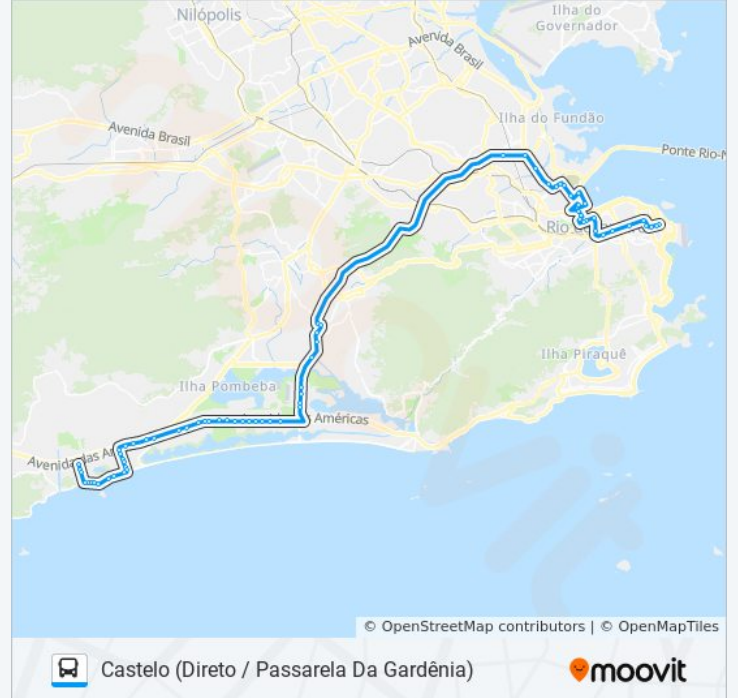 Nilópolis
Ilha do
Governador
Avenida Brasil
Ilha do Fundão
Avenida Brasil
Ponte Rio-N
Rio
Ilha Piraquê
Ilha Pombeba
Américas
Avenida das Am
© OpenStreetMap contributors | © OpenMapTiles
Castelo (Direto / Passarela Da Gardênia)
moovit